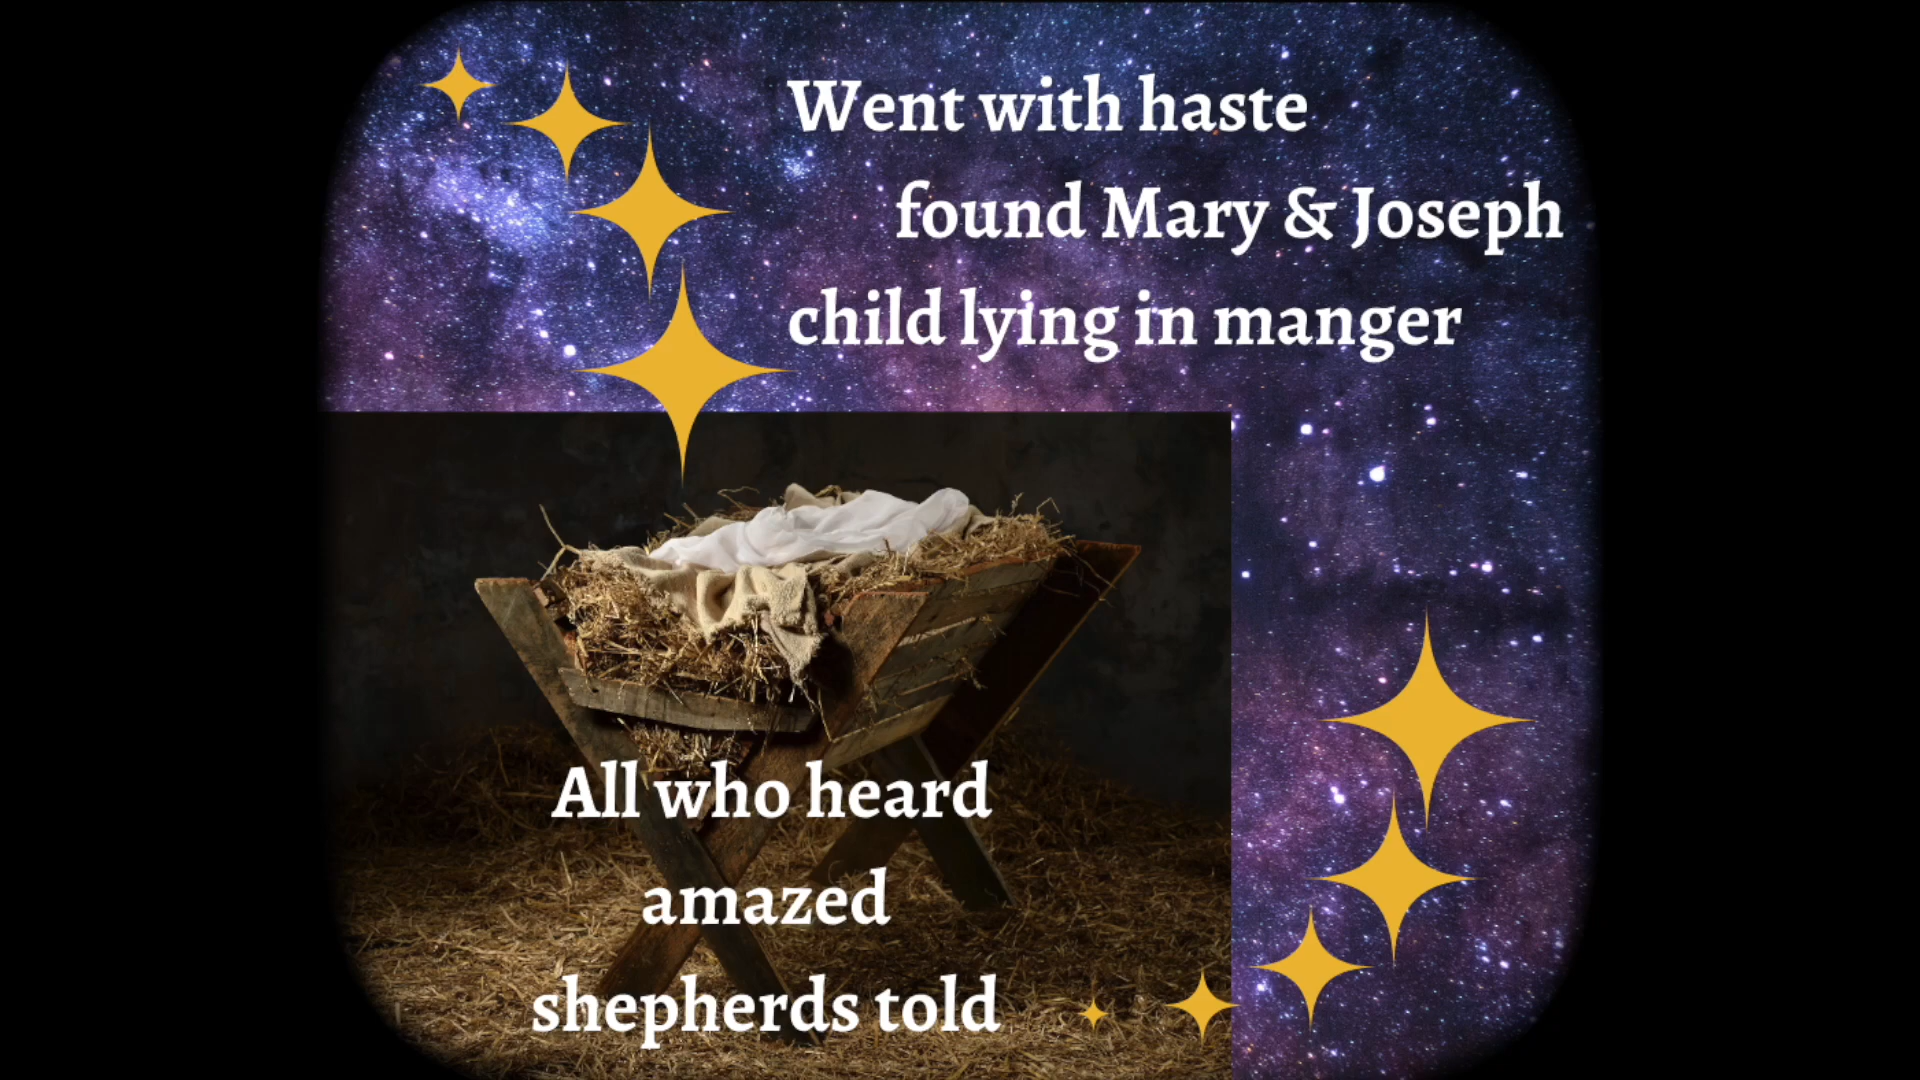 Went with haste
found Mary & Joseph
child lying in manger
All who heard
amazed
shepherds told